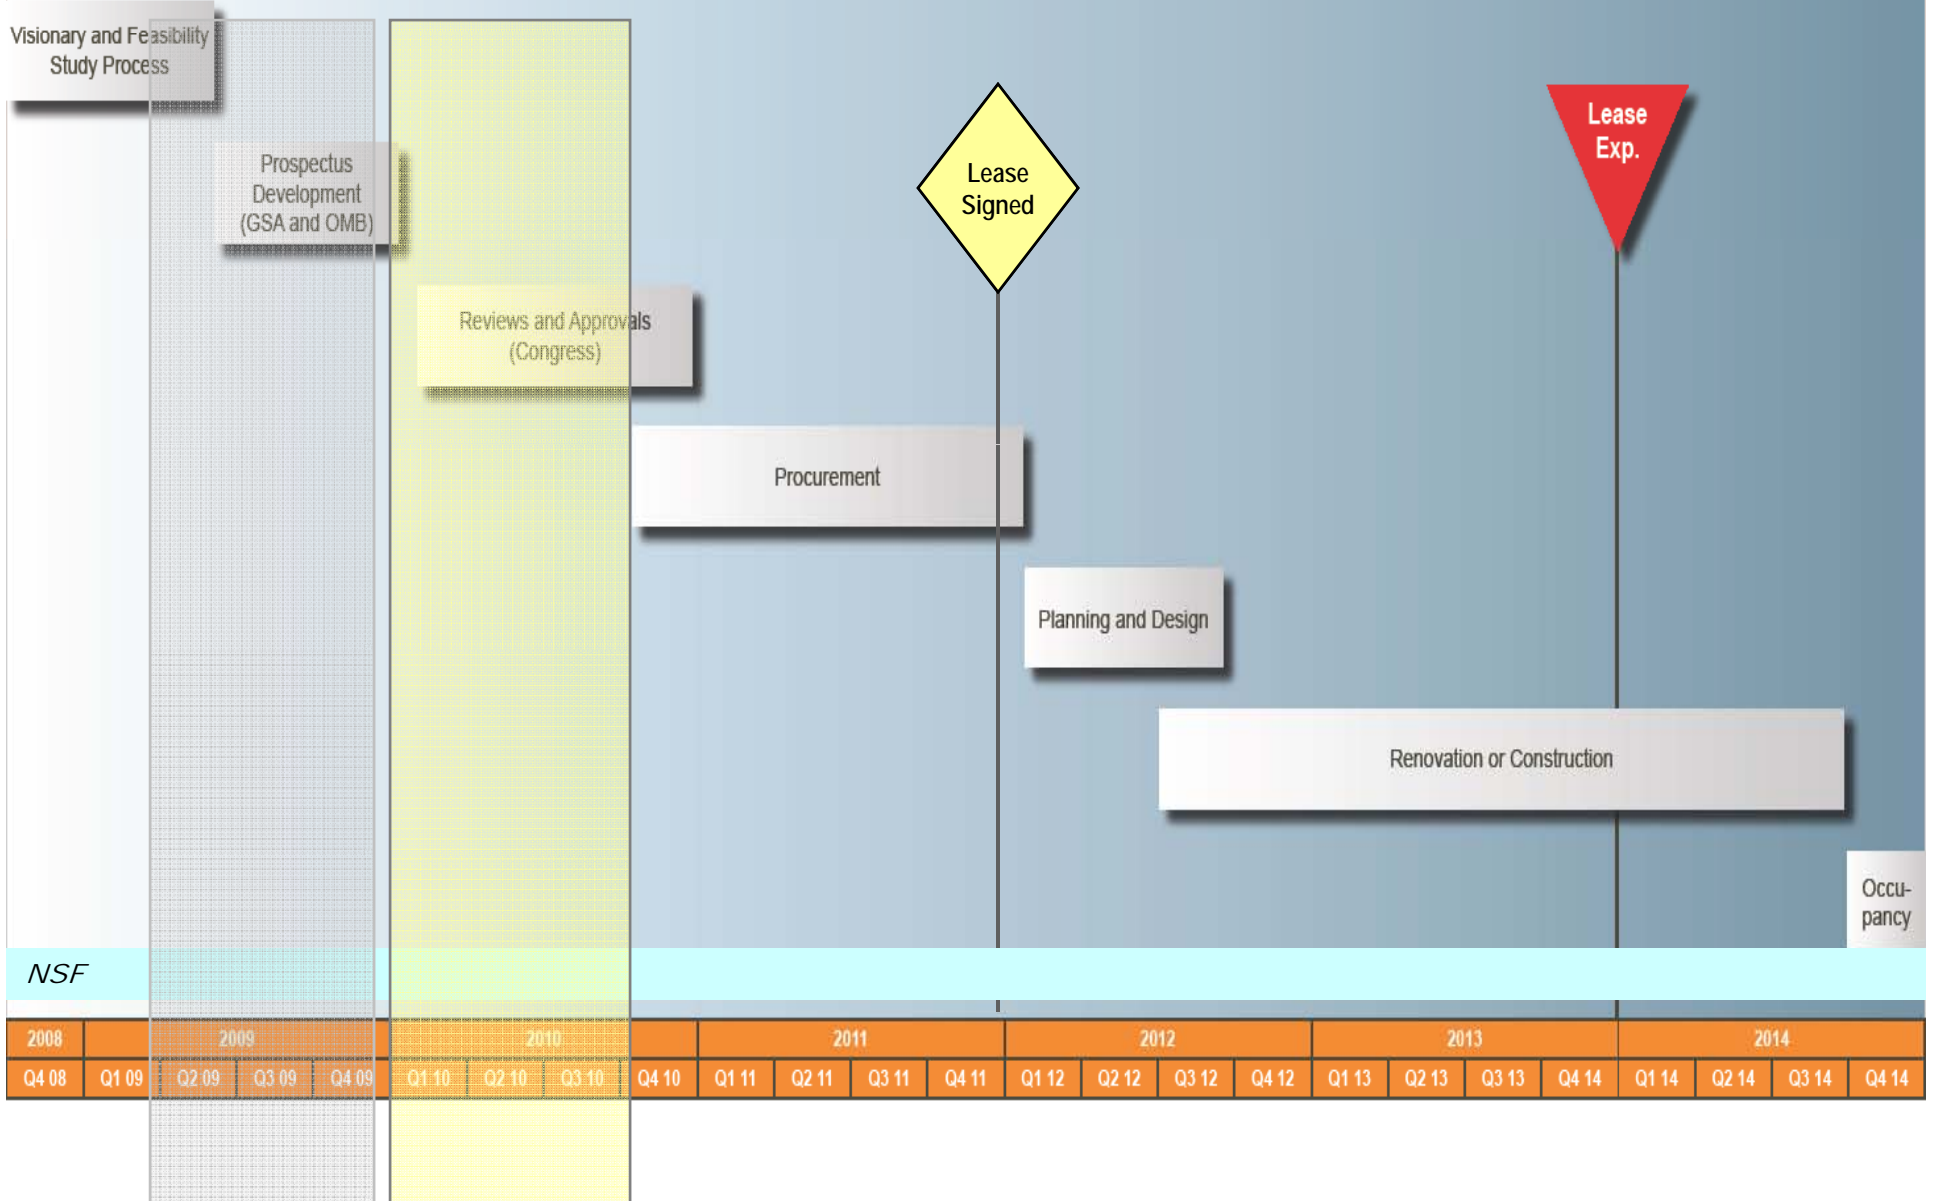 Visionary and Feasibility
Study Process
Prospectus
Development
(GSA and OMB)
Reviews and Approvals
(Congress)
Lease
Signed
Lease
Exp.
Procurement
Planning and Design
Renovation or Construction
Occu-
pancy
NSF
2008 2009 2010 2011 2012 2013 2014
Q4 08 Q1 09 Q2 09 Q3 09 Q4 09 Q1 10 Q2 10 Q3 10 Q4 10 Q1 11 Q2 11 Q3 11 Q4 11 Q1 12 Q2 12 Q3 12 Q4 12 Q1 13 Q2 13 Q3 13 Q4 14 Q1 14 Q2 14 Q3 14 Q4 14